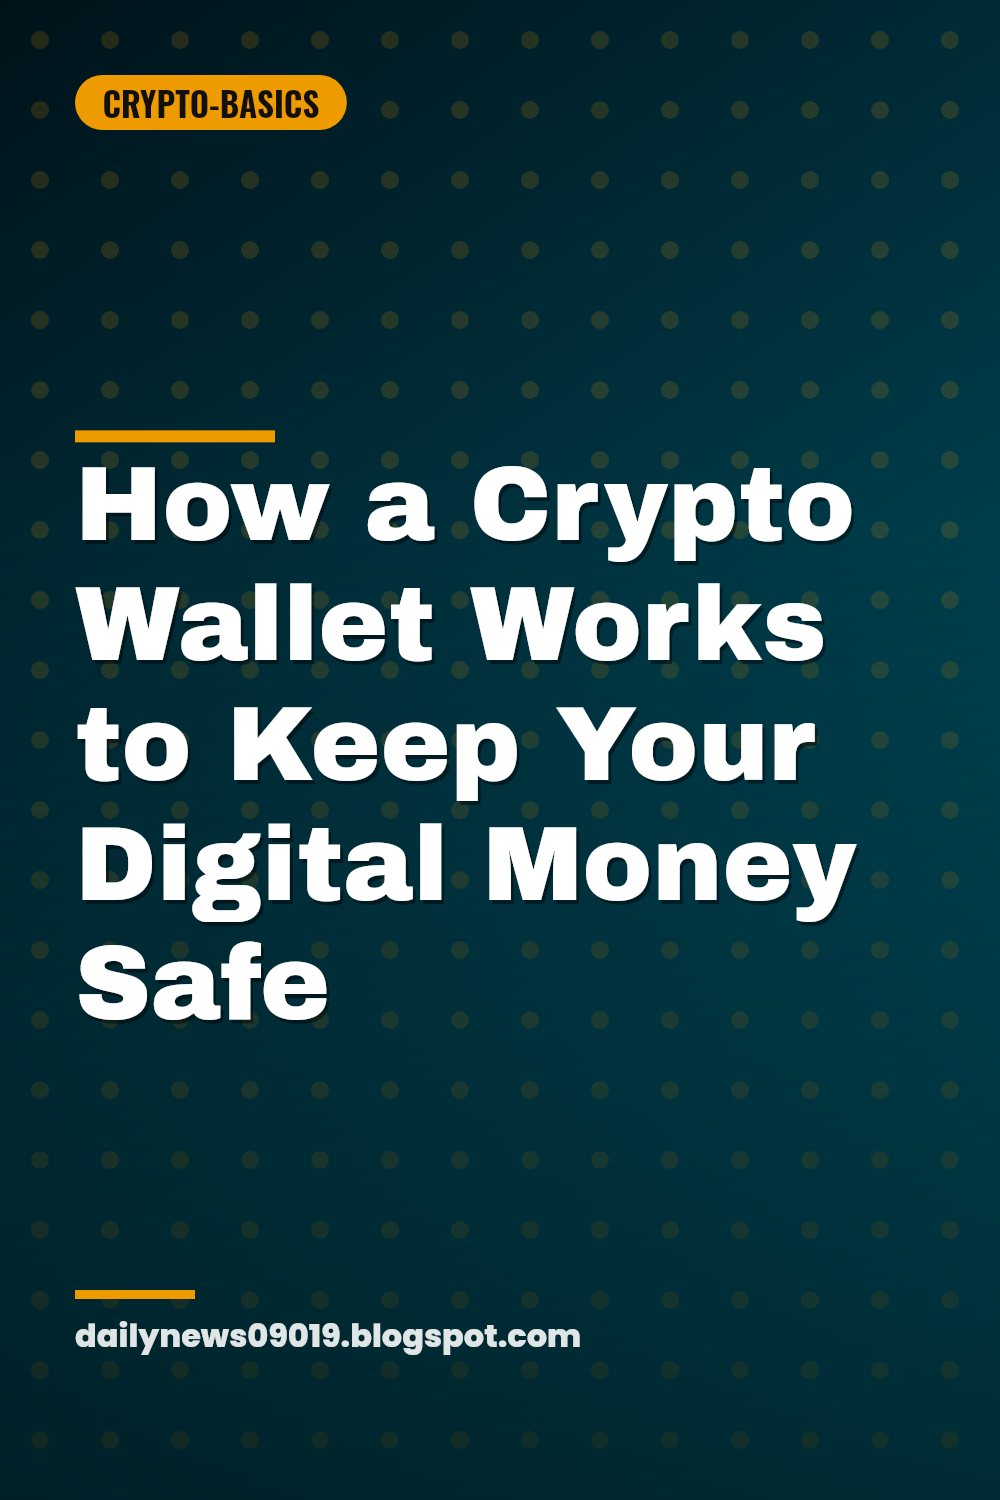 CRYPTO-BASICS
How a Crypto
Wallet Works
to Keep Your
Digital Money
Safe
dailynews09019.blogspot.com